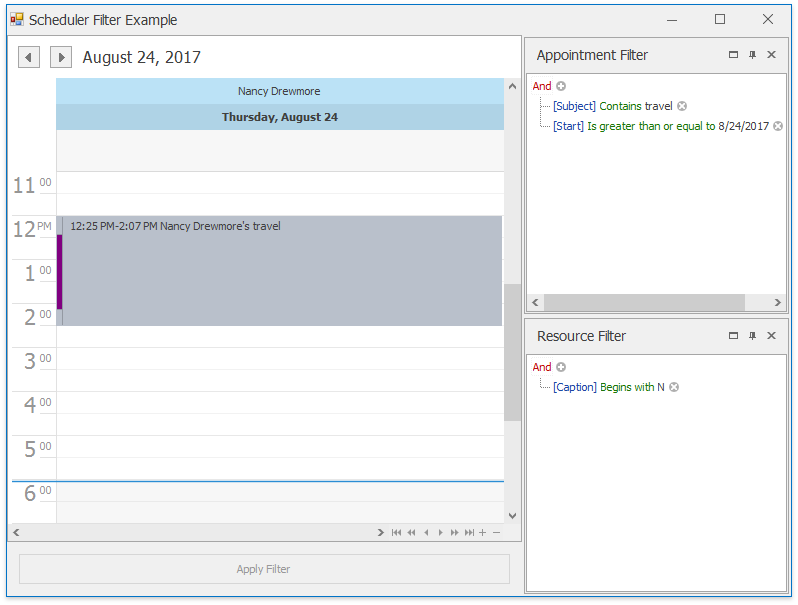 Scheduler Filter Example
August 24, 2017
Nancy Drewmore
Thursday, August 24
11 00
12 PM
12:25 PM-2:07 PM Nancy Drewmore's travel
1 00
2 00
3 00
4 00
5 00
6 00
Apply Filter
Appointment Filter
And
[Subject] Contains travel
[Start] Is greater than or equal to 8/24/2017
Resource Filter
And
[Caption] Begins with N